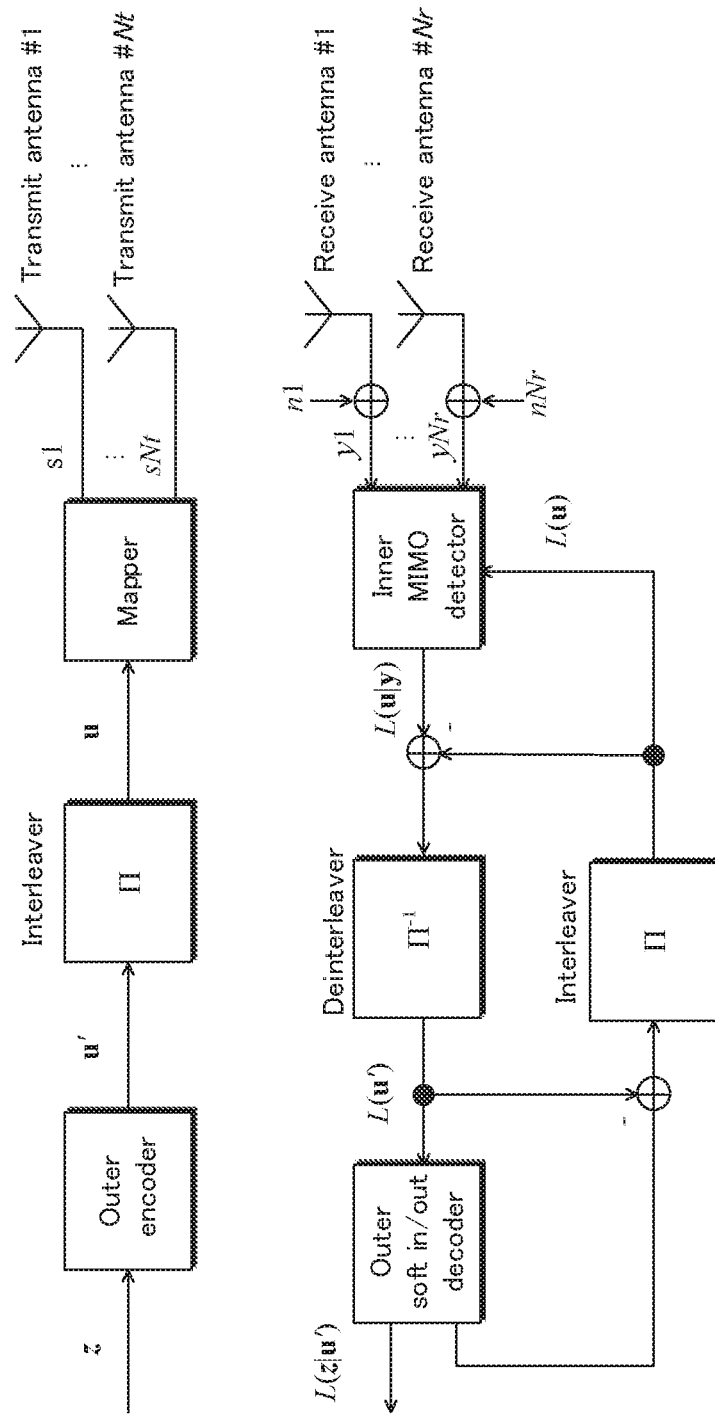 z
Outer
encoder
u'
Interleaver
Π
u
Mapper
s1
⋮
sNt
Transmit antenna #1
⋮
Transmit antenna #Nt
L(z|u')
Outer
soft in/out
decoder
L(u')
Deinterleaver
Π-1
L(u|y)
-
Inner
MIMO
detector
y1
⋮
yNr
n1
nNr
Receive antenna #1
⋮
Receive antenna #Nr
-
Interleaver
Π
L(u)